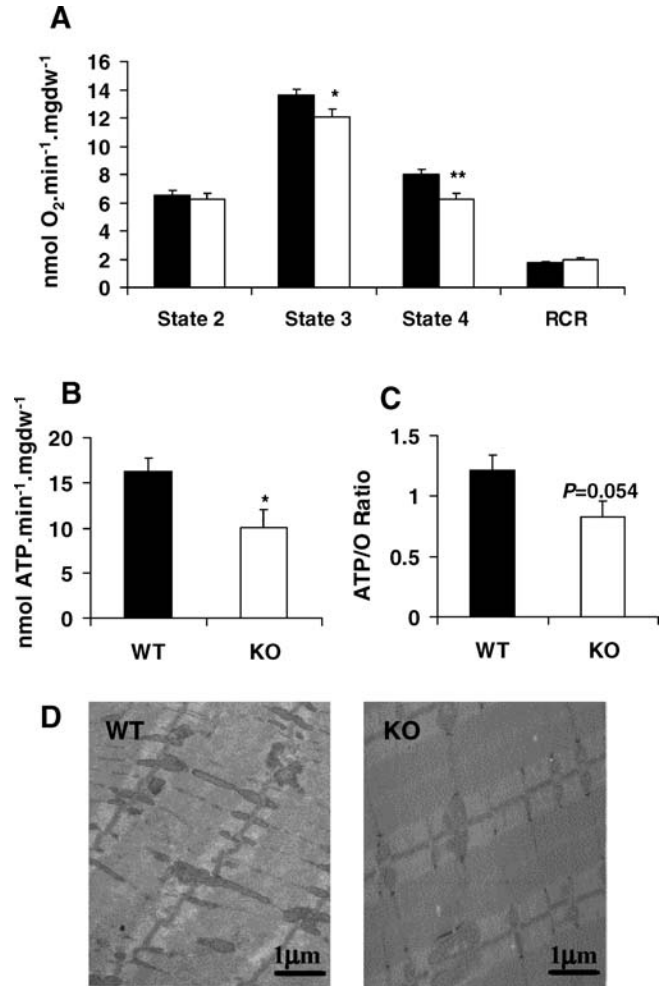 A
nmol O₂.min⁻¹.mgdw⁻¹
16
14
12
10
8
6
4
2
0
*
**
State 2
State 3
State 4
RCR
B
nmol ATP.min⁻¹.mgdw⁻¹
20
15
10
5
0
*
WT
KO
C
ATP/O Ratio
1.5
1
0.5
0
P=0.054
WT
KO
D
WT
1µm
KO
1µm